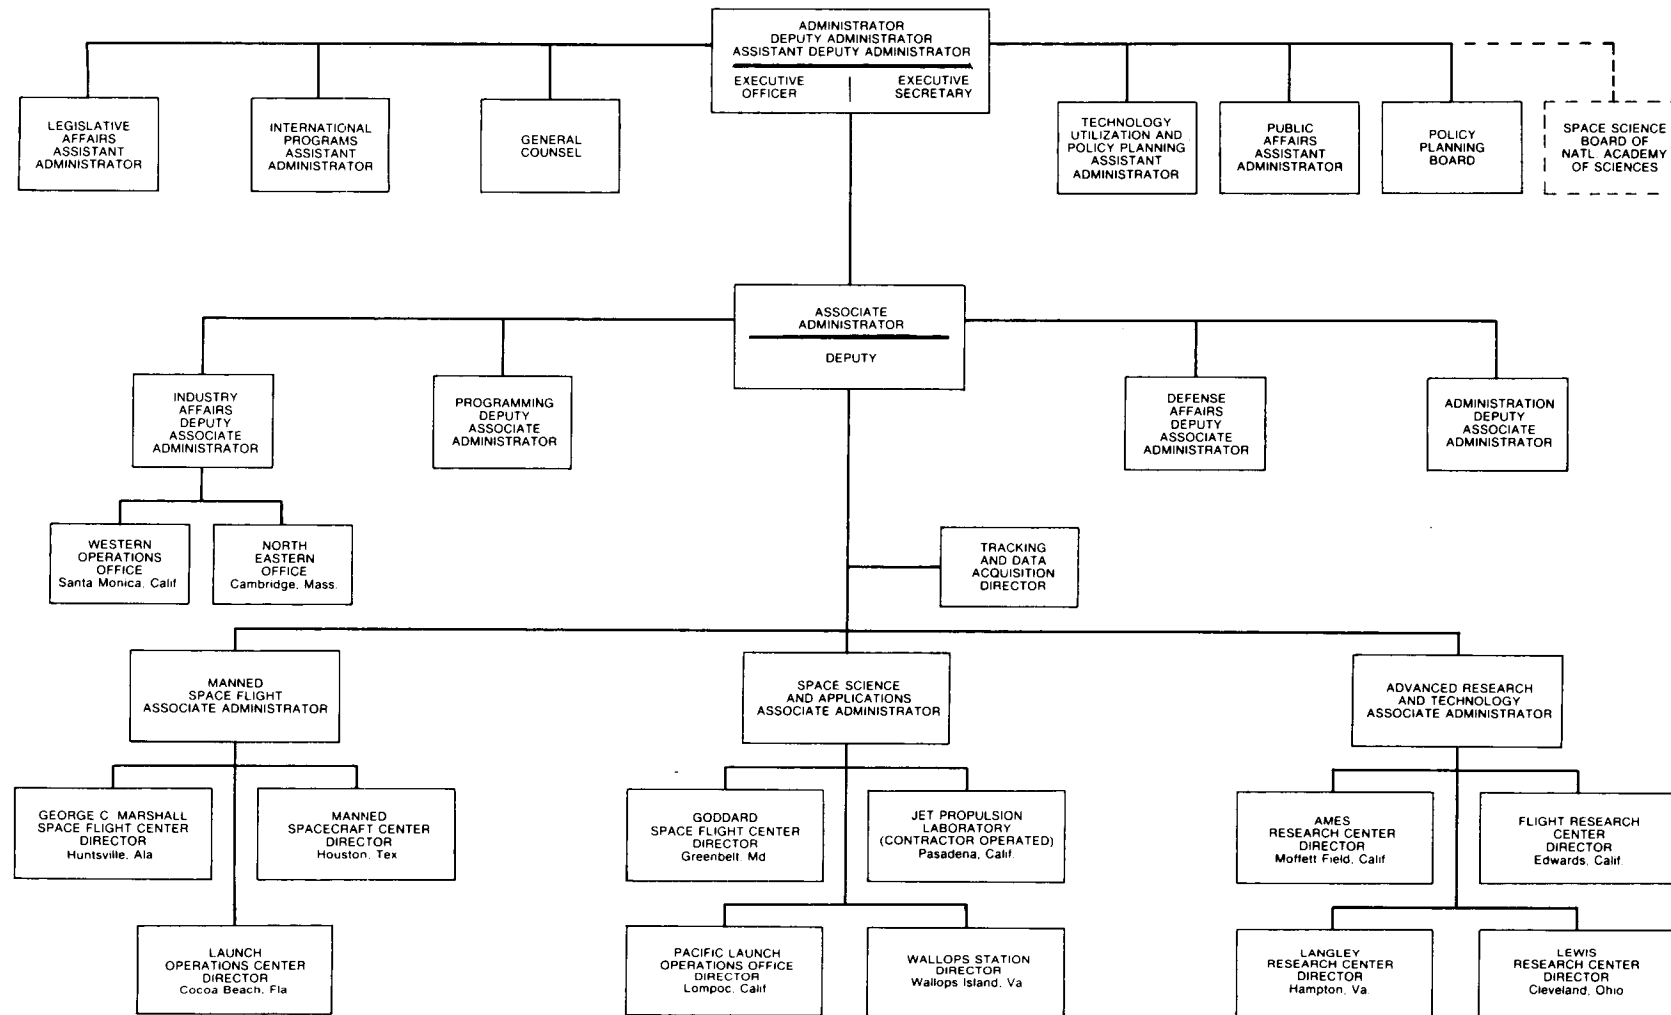 ADMINISTRATOR
DEPUTY ADMINISTRATOR
ASSISTANT DEPUTY ADMINISTRATOR
EXECUTIVE
OFFICER
EXECUTIVE
SECRETARY
LEGISLATIVE
AFFAIRS
ASSISTANT
ADMINISTRATOR
INTERNATIONAL
PROGRAMS
ASSISTANT
ADMINISTRATOR
GENERAL
COUNSEL
TECHNOLOGY
UTILIZATION AND
POLICY PLANNING
ASSISTANT
ADMINISTRATOR
PUBLIC
AFFAIRS
ASSISTANT
ADMINISTRATOR
POLICY
PLANNING
BOARD
SPACE SCIENCE
BOARD OF
NATL. ACADEMY
OF SCIENCES
ASSOCIATE
ADMINISTRATOR
DEPUTY
INDUSTRY
AFFAIRS
DEPUTY
ASSOCIATE
ADMINISTRATOR
PROGRAMMING
DEPUTY
ASSOCIATE
ADMINISTRATOR
DEFENSE
AFFAIRS
DEPUTY
ASSOCIATE
ADMINISTRATOR
ADMINISTRATION
DEPUTY
ASSOCIATE
ADMINISTRATOR
WESTERN
OPERATIONS
OFFICE
Santa Monica, Calif
NORTH
EASTERN
OFFICE
Cambridge, Mass.
TRACKING
AND DATA
ACQUISITION
DIRECTOR
MANNED
SPACE FLIGHT
ASSOCIATE ADMINISTRATOR
SPACE SCIENCE
AND APPLICATIONS
ASSOCIATE ADMINISTRATOR
ADVANCED RESEARCH
AND TECHNOLOGY
ASSOCIATE ADMINISTRATOR
GEORGE C. MARSHALL
SPACE FLIGHT CENTER
DIRECTOR
Huntsville, Ala
MANNED
SPACECRAFT CENTER
DIRECTOR
Houston, Tex
GODDARD
SPACE FLIGHT CENTER
DIRECTOR
Greenbelt, Md
JET PROPULSION
LABORATORY
(CONTRACTOR OPERATED)
Pasadena, Calif.
AMES
RESEARCH CENTER
DIRECTOR
Moffett Field, Calif
FLIGHT RESEARCH
CENTER
DIRECTOR
Edwards, Calif.
LAUNCH
OPERATIONS CENTER
DIRECTOR
Cocoa Beach, Fla
PACIFIC LAUNCH
OPERATIONS OFFICE
DIRECTOR
Lompoc, Calif
WALLOPS STATION
DIRECTOR
Wallops Island, Va
LANGLEY
RESEARCH CENTER
DIRECTOR
Hampton, Va.
LEWIS
RESEARCH CENTER
DIRECTOR
Cleveland, Ohio